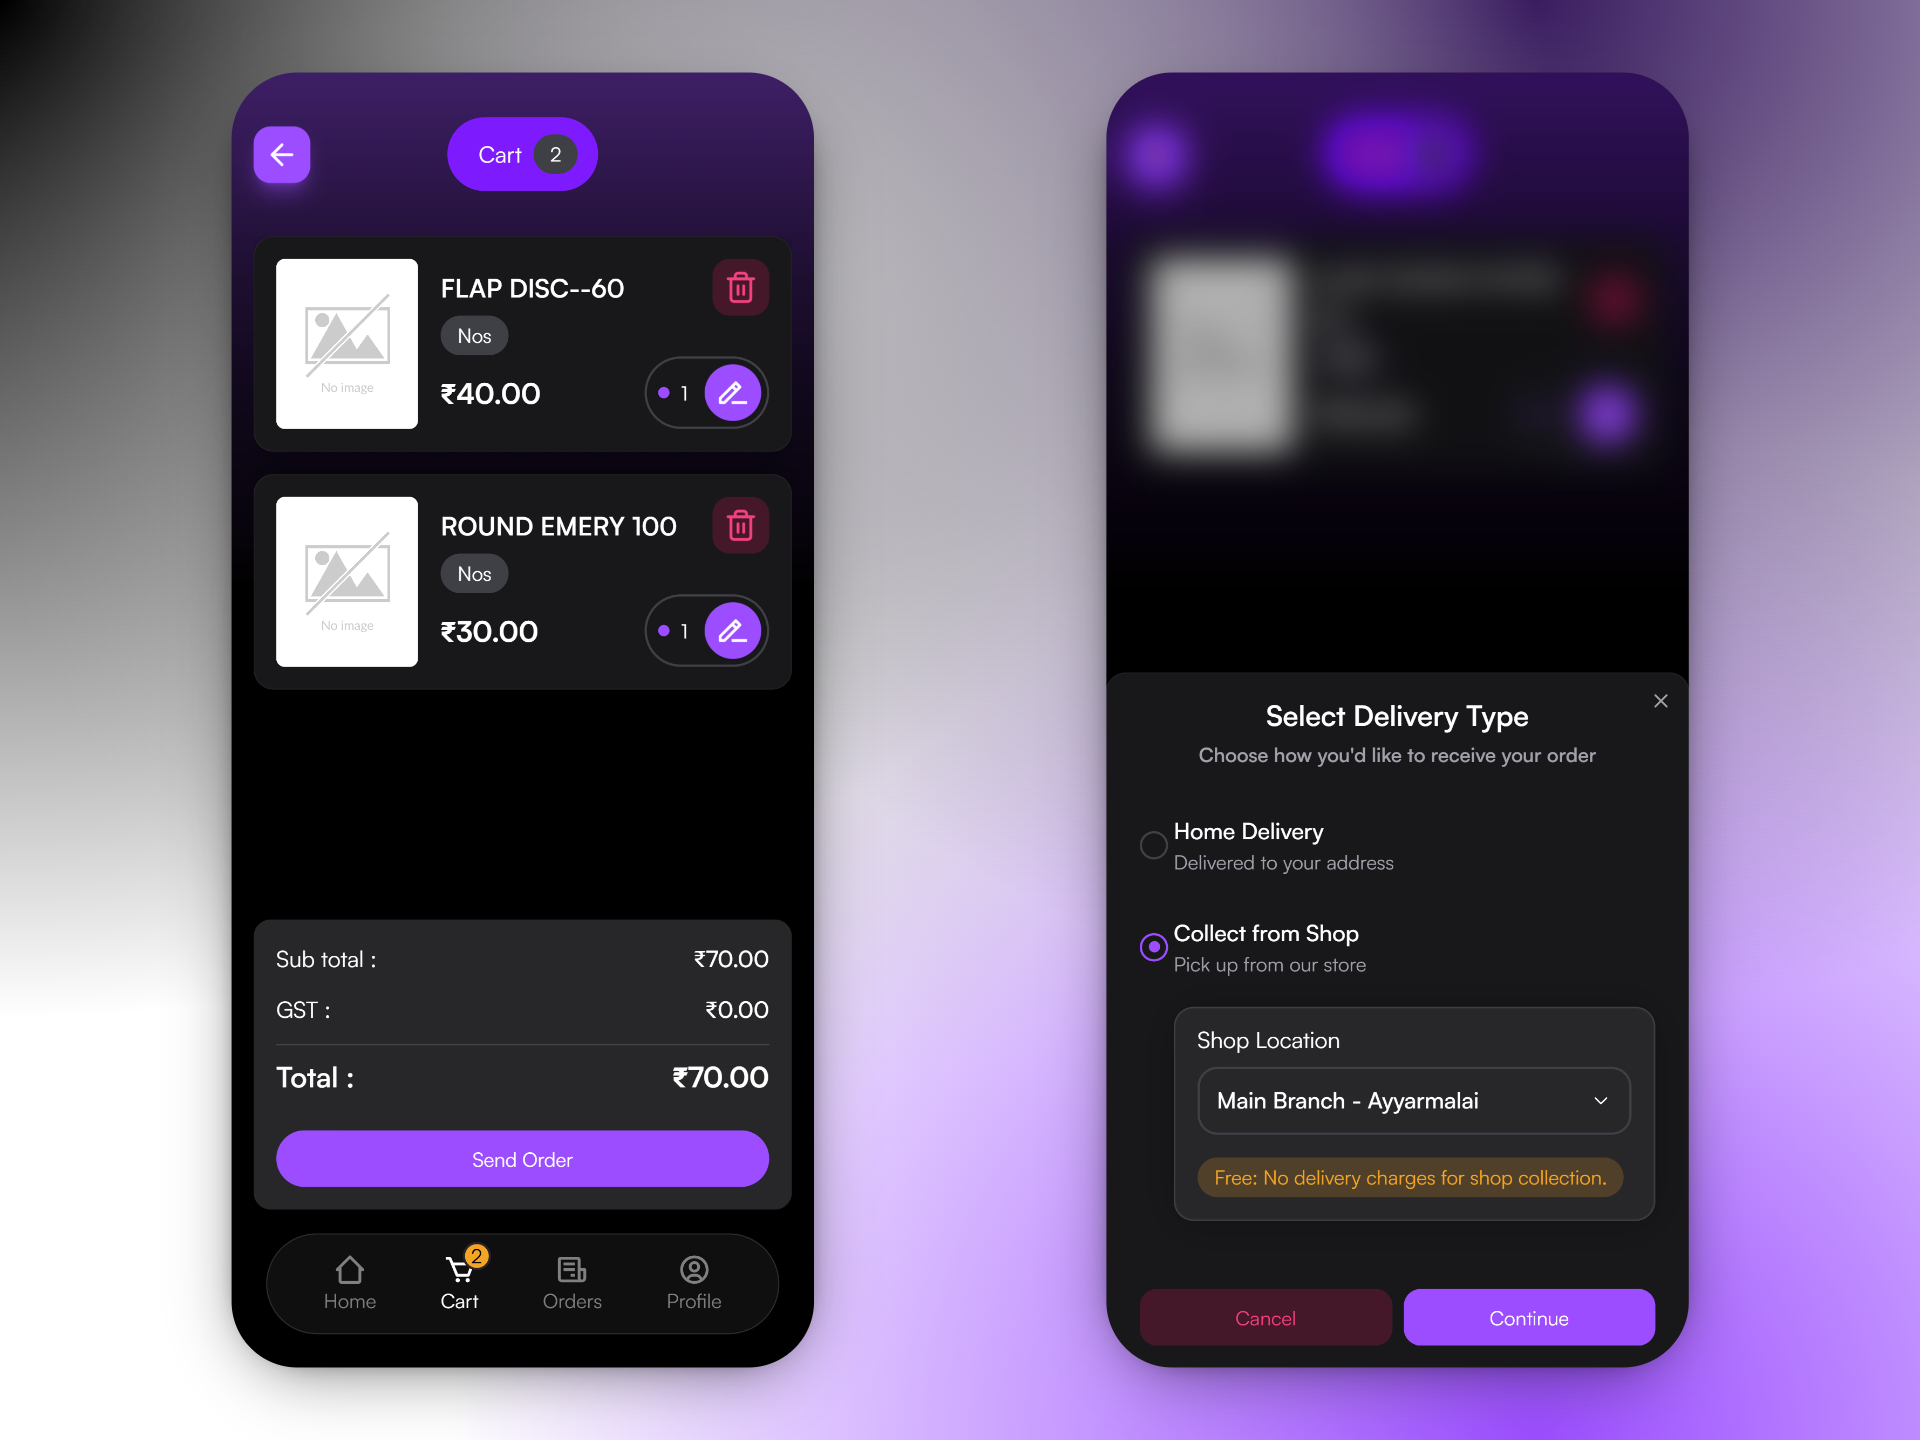 Cart 2
FLAP DISC--60
Nos
No image
₹40.00
1
ROUND EMERY 100
Nos
No image
₹30.00
1
Sub total :
₹70.00
GST :
₹0.00
Total :
₹70.00
Send Order
2
Home
Cart
Orders
Profile
Select Delivery Type
Choose how you'd like to receive your order
Home Delivery
Delivered to your address
Collect from Shop
Pick up from our store
Shop Location
Main Branch - Ayyarmalai
Free: No delivery charges for shop collection.
Cancel
Continue